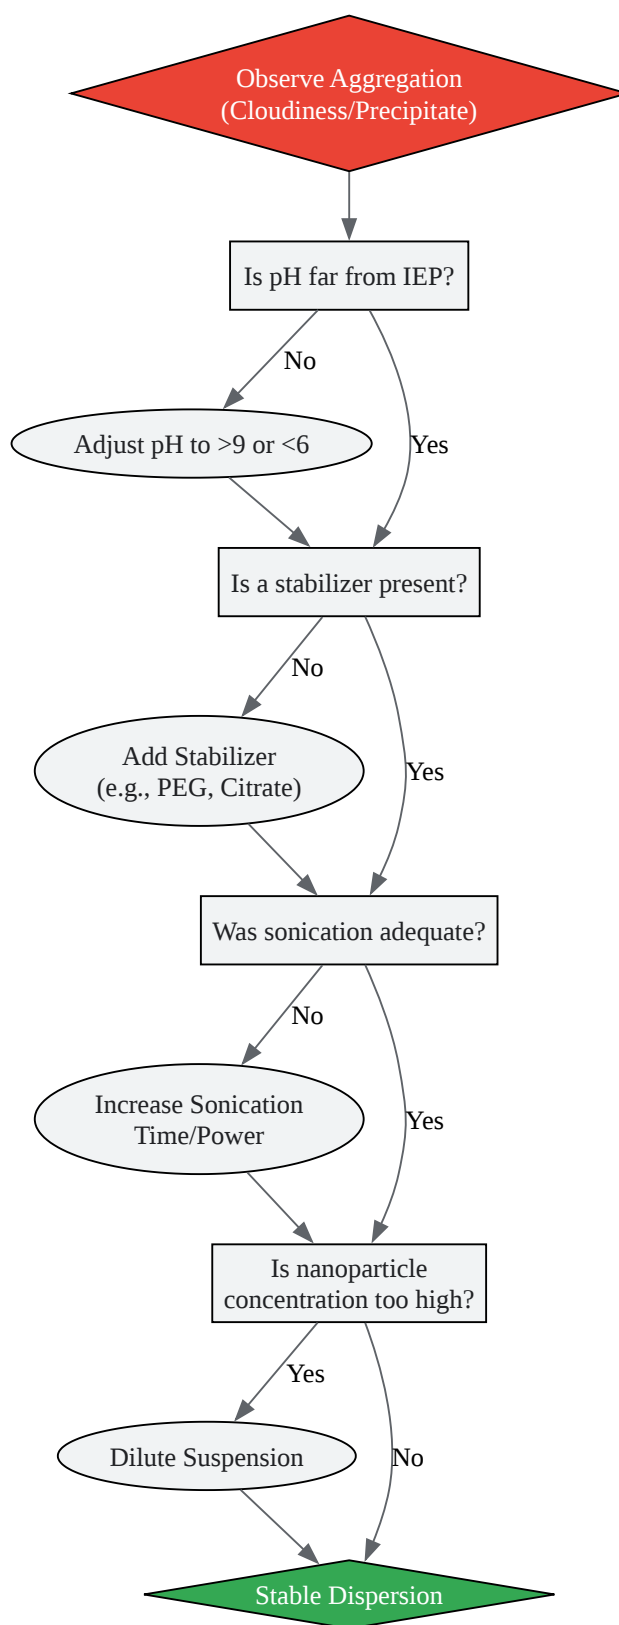 Observe Aggregation
(Cloudiness/Precipitate)
Is pH far from IEP?
No
Adjust pH to >9 or <6
Yes
Is a stabilizer present?
No
Add Stabilizer
(e.g., PEG, Citrate)
Yes
Was sonication adequate?
No
Increase Sonication
Time/Power
Yes
Is nanoparticle
concentration too high?
Yes
Dilute Suspension
No
Stable Dispersion